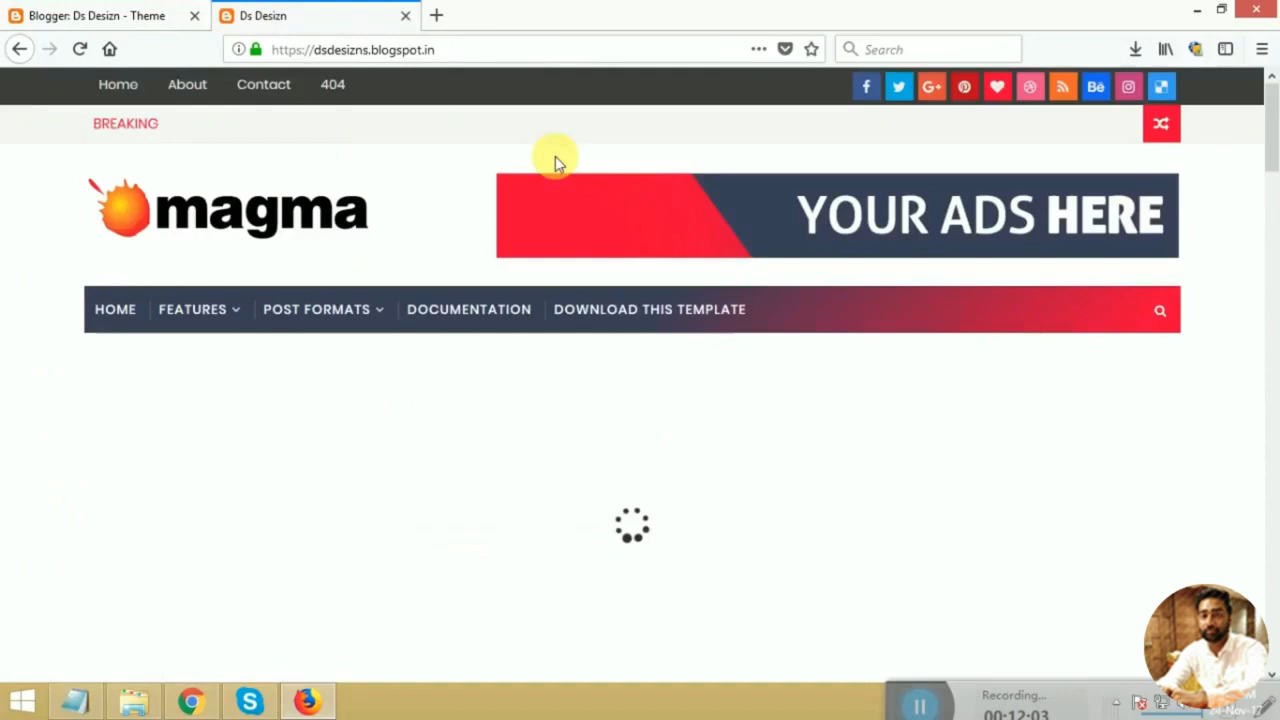 Blogger: Ds Desizn - Theme
Ds Desizn
https://dsdesizns.blogspot.in
Search
Home About Contact 404
G+ Bē
BREAKING
magma
YOUR ADS HERE
HOME FEATURES POST FORMATS DOCUMENTATION DOWNLOAD THIS TEMPLATE
Recording...
00:12:03